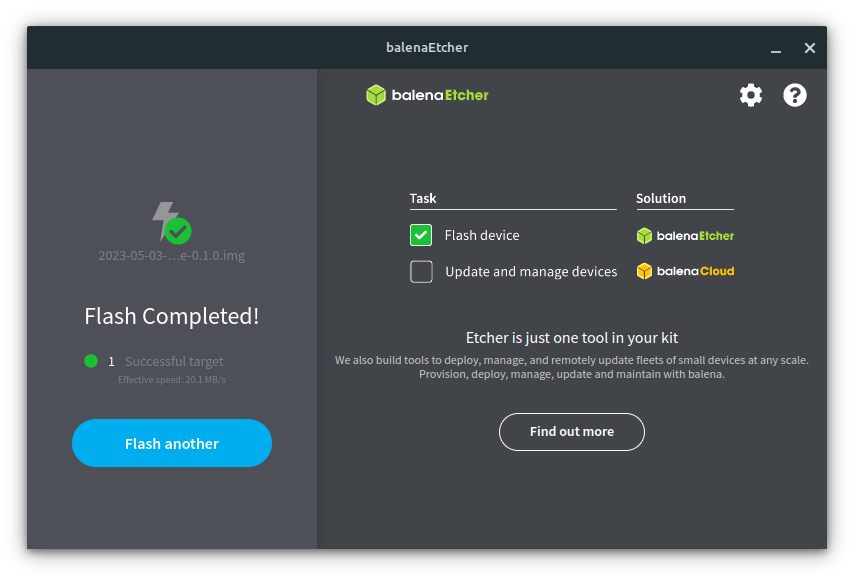 balenaEtcher
balenaEtcher
Task
Solution
Flash device
balenaEtcher
Update and manage devices
balenaCloud
2023-05-03-...e-0.1.0.img
Flash Completed!
1 Successful target
Effective speed: 20.1 MB/s
Flash another
Etcher is just one tool in your kit
We also build tools to deploy, manage, and remotely update fleets of small devices at any scale.
Provision, deploy, manage, update and maintain with balena.
Find out more